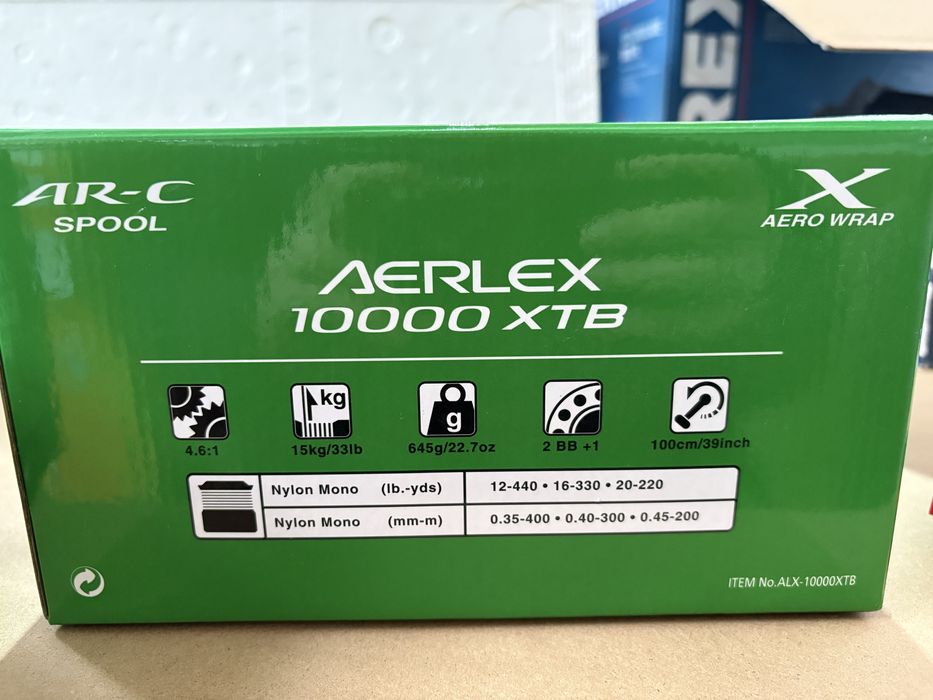 REX
AR-C
SPOOL
X
AERO WRAP
AERLEX
10000 XTB
kg
g
4.6:1
15kg/33lb
645g/22.7oz
2 BB +1
100cm/39inch
Nylon Mono (lb.-yds) 12-440 • 16-330 • 20-220
Nylon Mono (mm-m) 0.35-400 • 0.40-300 • 0.45-200
ITEM No.ALX-10000XTB